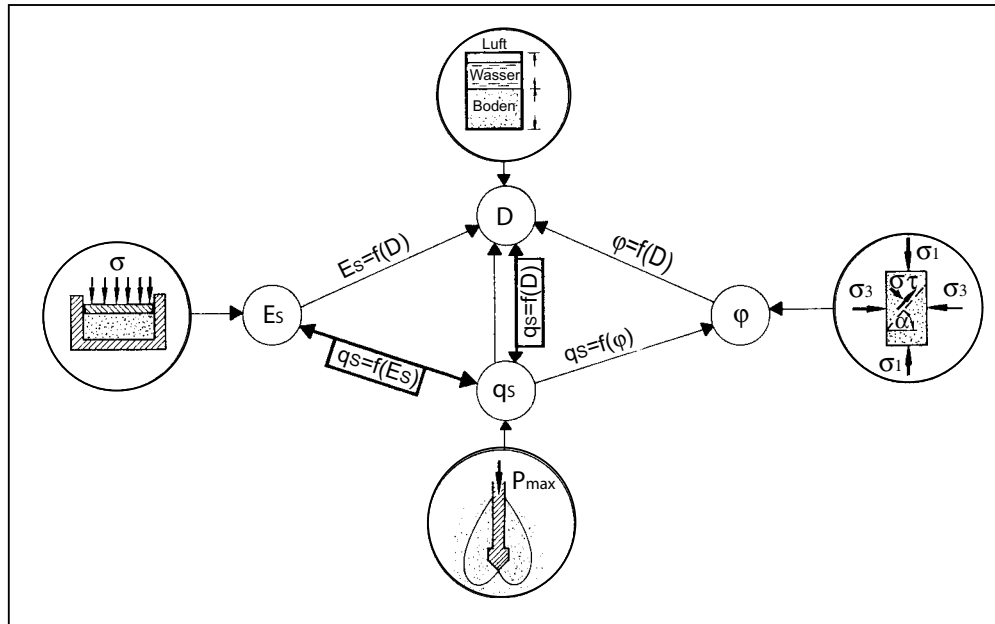 Luft
Wasser
Boden
D
Es=f(D)
qs=f(D)
φ=f(D)
σ
Es
φ
σ1
σ τ
σ3
σ3
α
σ1
qs=f(Es)
qs=f(φ)
qs
Pmax